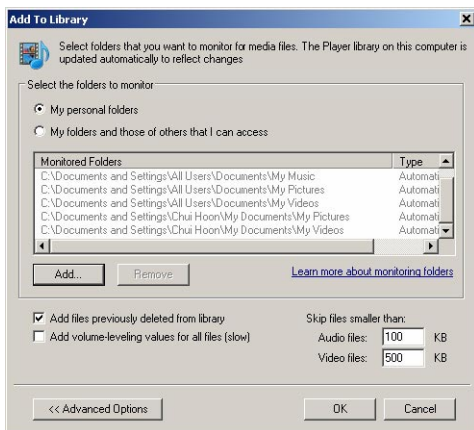 Add To Library
Select folders that you want to monitor for media files. The Player library on this computer is
updated automatically to reflect changes
Select the folders to monitor
My personal folders
My folders and those of others that I can access
Monitored Folders Type
C:\Documents and Settings\All Users\Documents\My Music Automati
C:\Documents and Settings\All Users\Documents\My Pictures Automati
C:\Documents and Settings\All Users\Documents\My Videos Automati
C:\Documents and Settings\Chui Hoon\My Documents\My Pictures Automati
C:\Documents and Settings\Chui Hoon\My Documents\My Videos Automati
Add... Remove Learn more about monitoring folders
Add files previously deleted from library Skip files smaller than:
Add volume-leveling values for all files (slow) Audio files: 100 KB
Video files: 500 KB
<< Advanced Options OK Cancel